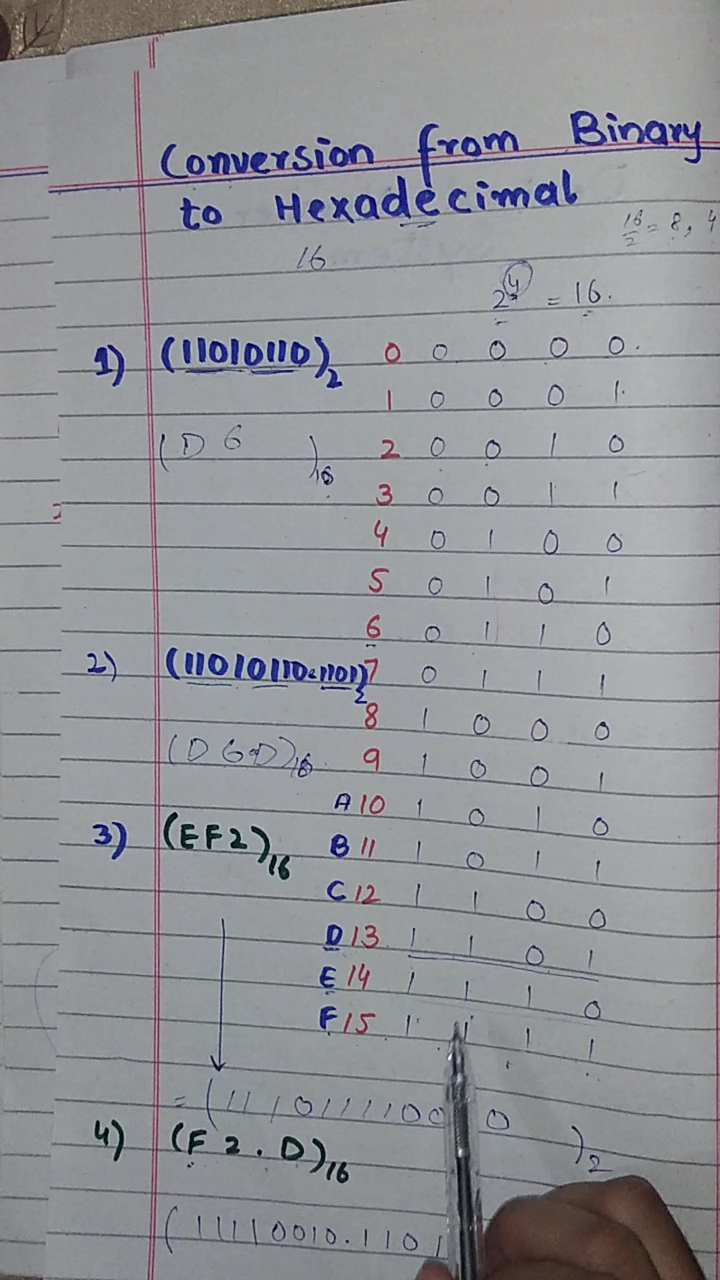 Conversion from Binary
to Hexadecimal
16/2 = 8, 4
16
2^4 = 16.
1) (11010110)2 0 0 0 0 0.
1 0 0 0 1.
(D 6 )16 2 0 0 1 0
3 0 0 1 1
4 0 1 0 0
5 0 1 0 1
6 0 1 1 0
2) (11010110.1101)2 7 0 1 1 1
8 1 0 0 0
(D6.D)16. 9 1 0 0 1
A 10 1 0 1 0
3) (EF2)16 B 11 1 0 1 1
C 12 1 1 0 0
D 13 1 1 0 1
E 14 1 1 1 0
F 15 1 1 1 1
= (1110111100 0 )2
4) (F2.D)16
(11110010.1101